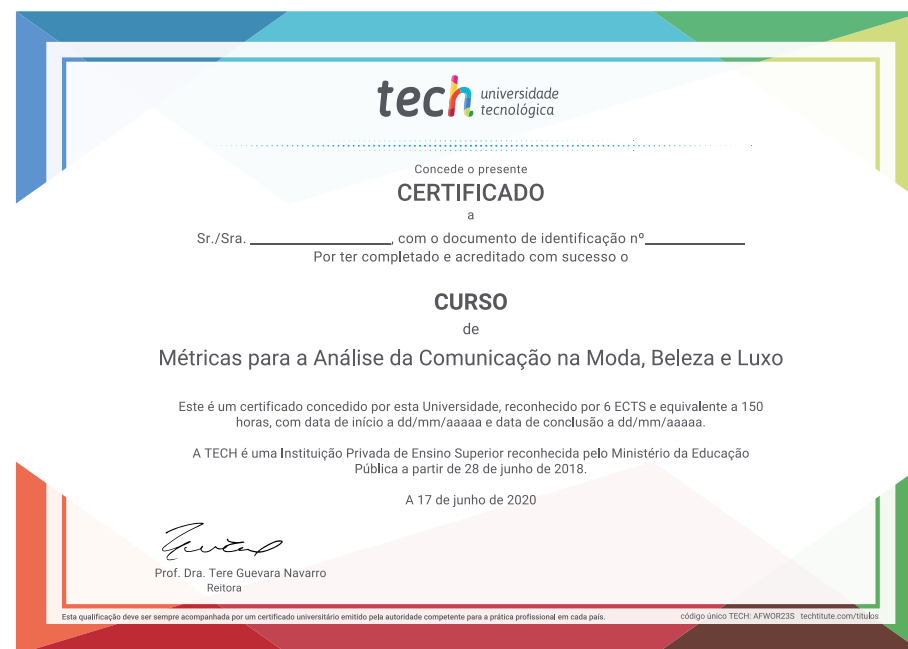 tech universidade
tecnológica
Concede o presente
CERTIFICADO
a
Sr./Sra. ____________________, com o documento de identificação nº______________
Por ter completado e acreditado com sucesso o
CURSO
de
Métricas para a Análise da Comunicação na Moda, Beleza e Luxo
Este é um certificado concedido por esta Universidade, reconhecido por 6 ECTS e equivalente a 150
horas, com data de início a dd/mm/aaaaa e data de conclusão a dd/mm/aaaaa.
A TECH é uma Instituição Privada de Ensino Superior reconhecida pelo Ministério da Educação
Pública a partir de 28 de junho de 2018.
A 17 de junho de 2020
Prof. Dra. Tere Guevara Navarro
Reitora
Esta qualificação deve ser sempre acompanhada por um certificado universitário emitido pela autoridade competente para a prática profissional em cada país. código único TECH: AFWOR23S techtitute.com/titulos